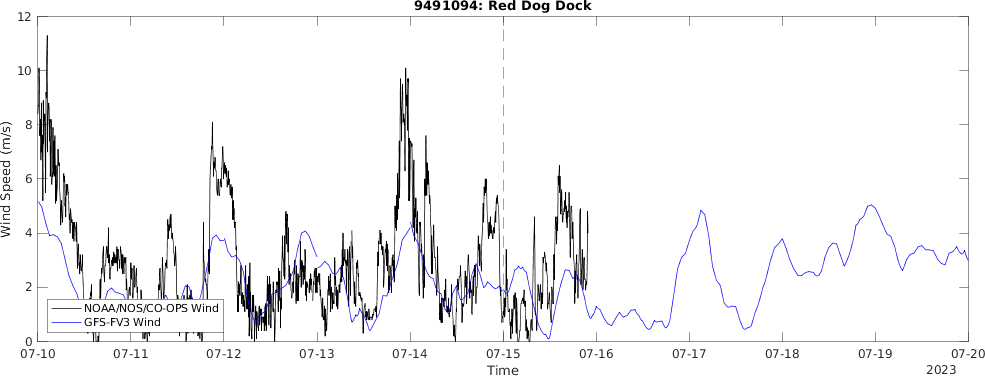 9491094: Red Dog Dock
Wind Speed (m/s)
12
10
8
6
4
2
0
NOAA/NOS/CO-OPS Wind
GFS-FV3 Wind
07-10 07-11 07-12 07-13 07-14 07-15 07-16 07-17 07-18 07-19 07-20
Time
2023